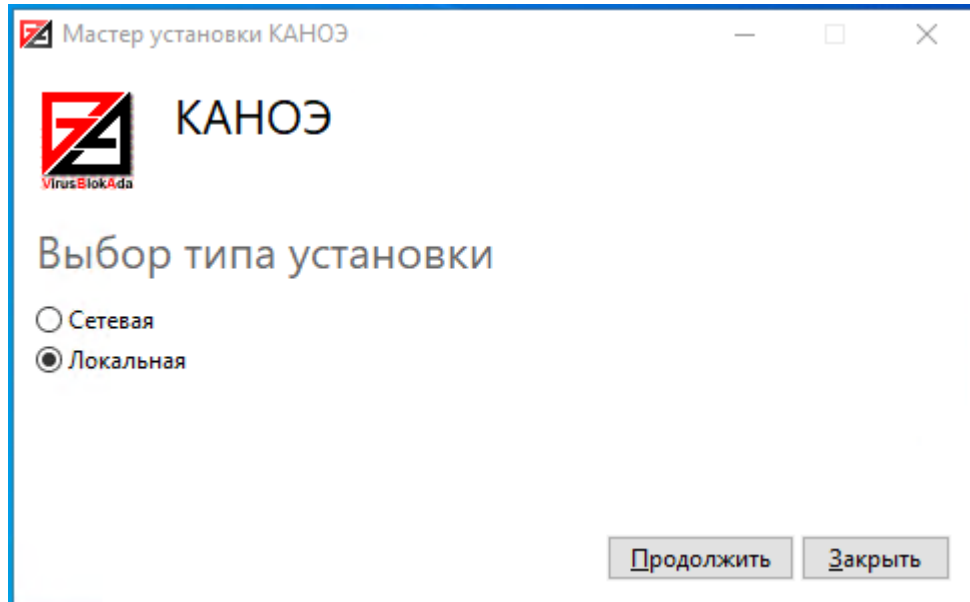 Мастер установки КАНОЭ
КАНОЭ
VirusBlokAda
Выбор типа установки
Сетевая
Локальная
Продолжить Закрыть